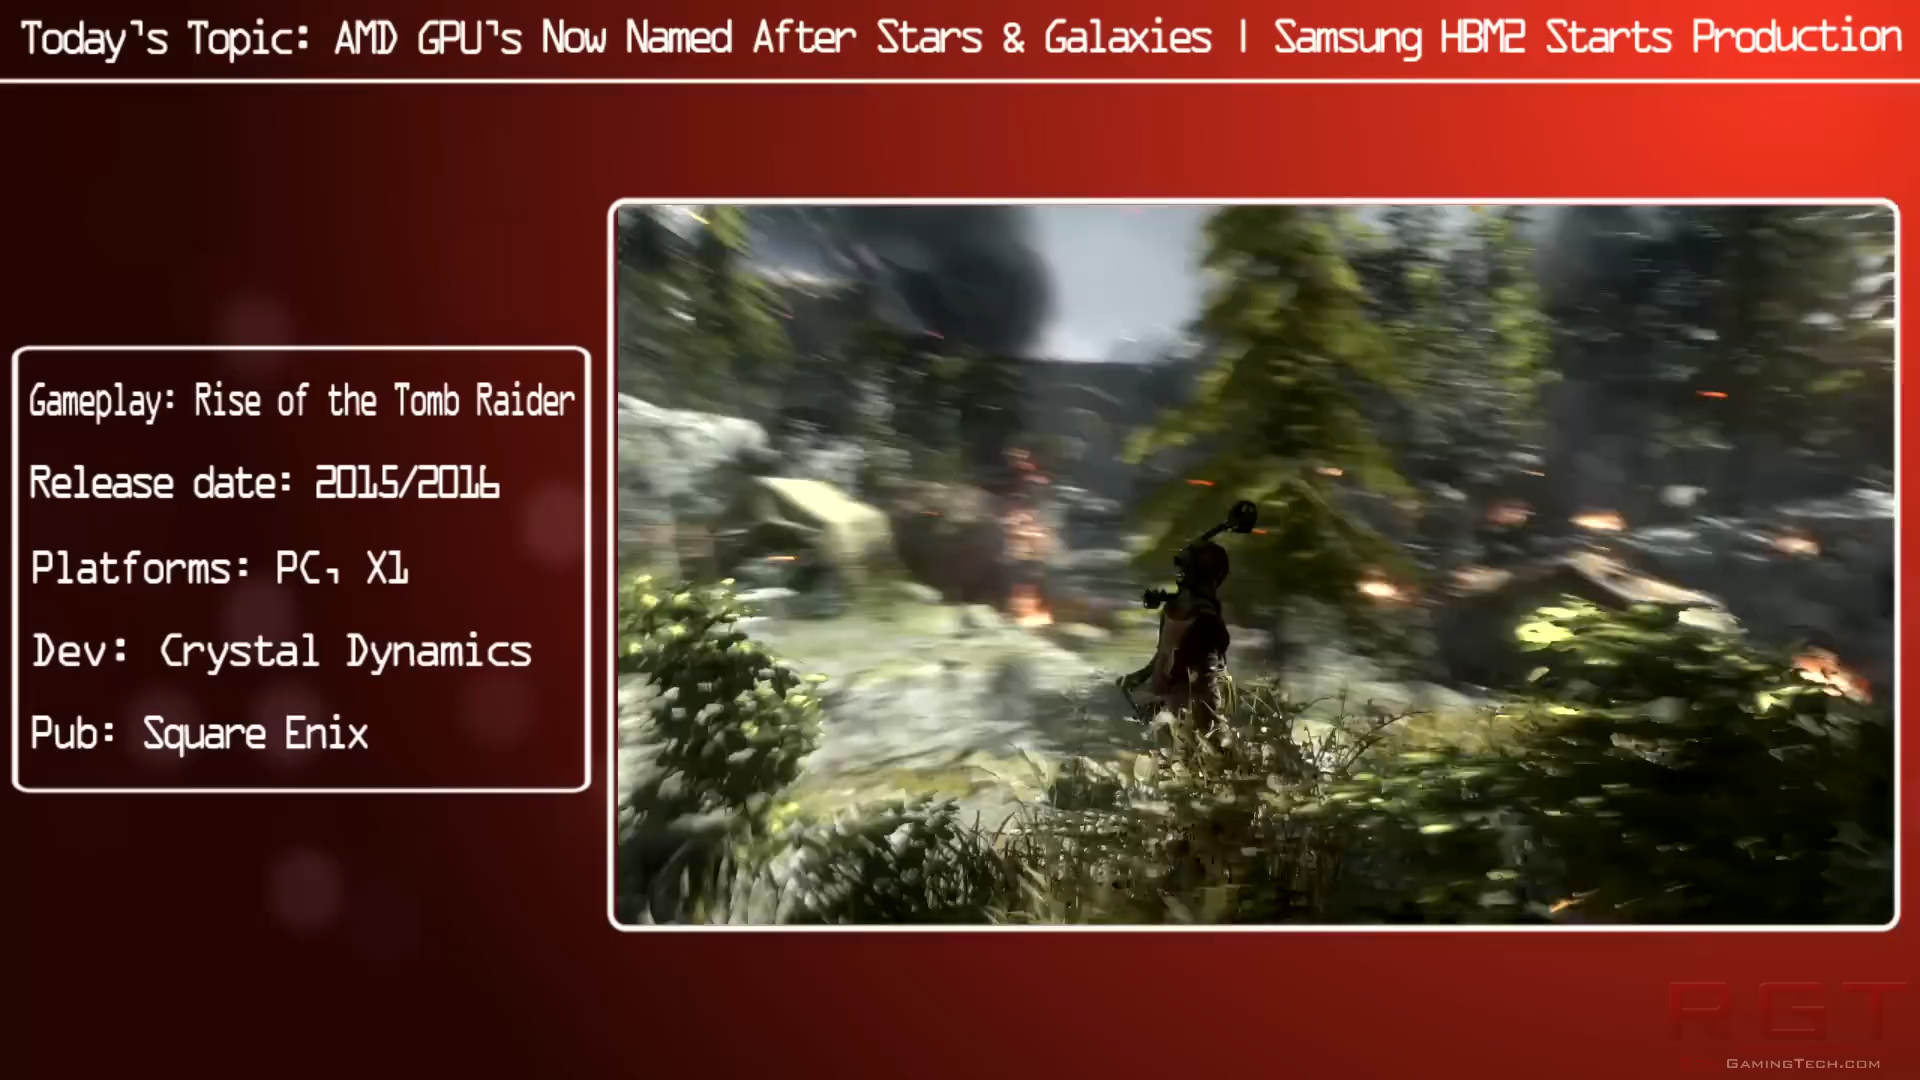 Today's Topic: AMD GPU's Now Named After Stars & Galaxies | Samsung HBM2 Starts Production
Gameplay: Rise of the Tomb Raider
Release date: 2015/2016
Platforms: PC, X1
Dev: Crystal Dynamics
Pub: Square Enix
RGT
GamingTech.com